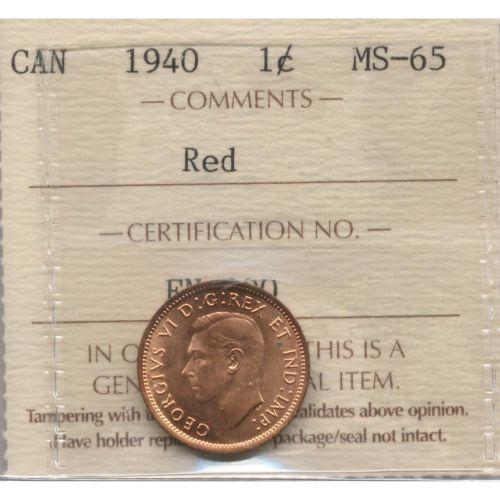 CAN 1940 1¢ MS-65
— COMMENTS —
Red
— CERTIFICATION NO. —
GEORGIVS VI D:G:REX ET IND:IMP:
IN THIS IS A
ITEM.
Tampering with above opinion.
Have holder package/seal not intact.